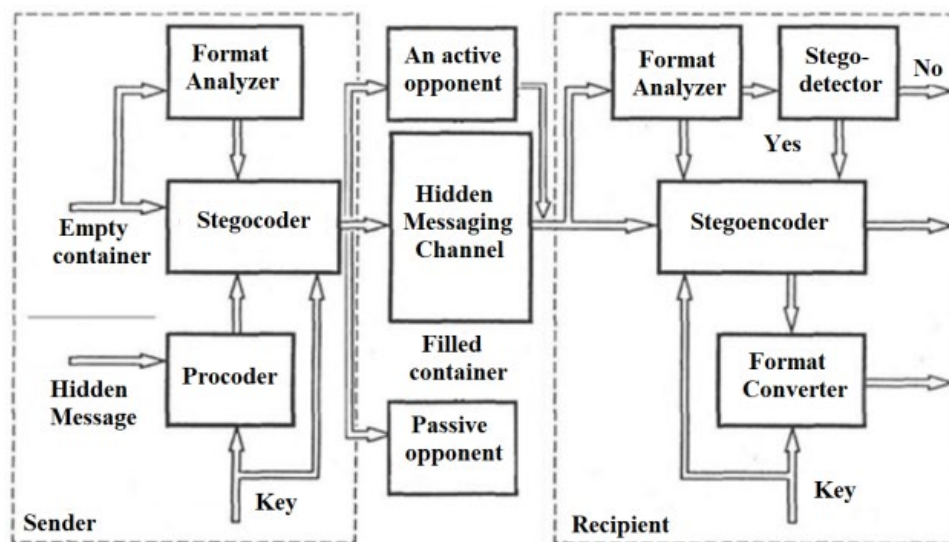 Format
Analyzer
An active
opponent
Format
Analyzer
Stego-
detector
No
Yes
Stegocoder
Hidden
Messaging
Channel
Stegoencoder
Empty
container
Filled
container
Procoder
Format
Converter
Hidden
Message
Passive
opponent
Key
Key
Sender
Recipient